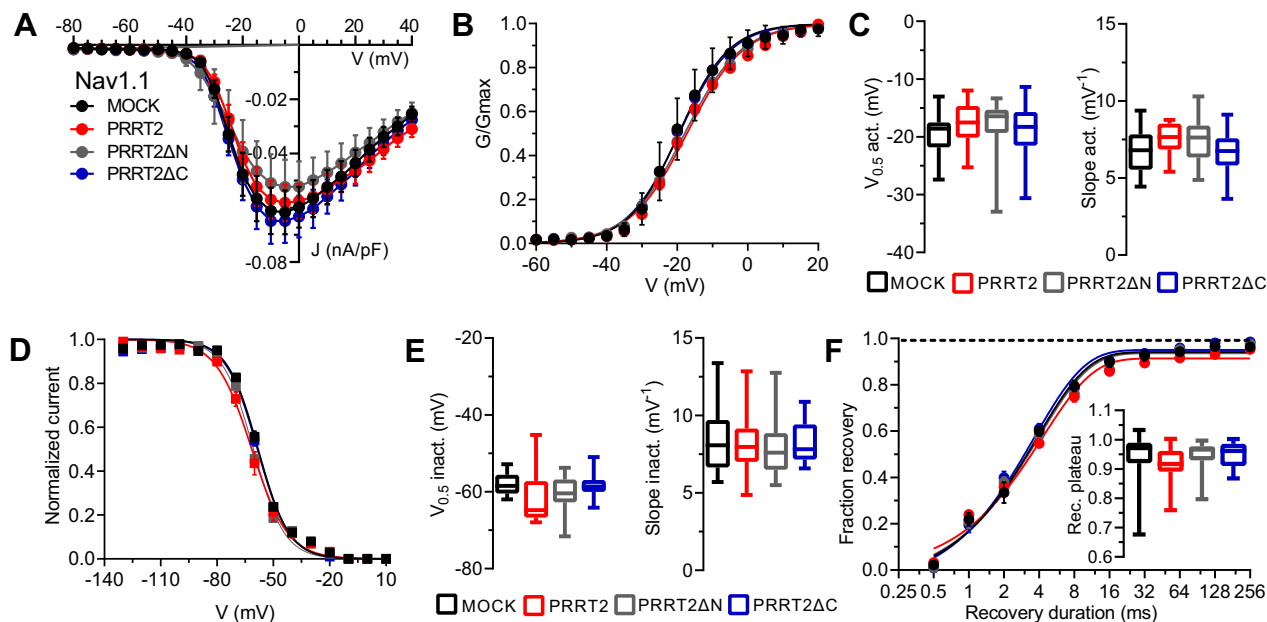 A
-80 -60 -40 -20 0 20 40
V (mV)
Nav1.1
MOCK
PRRT2
PRRT2ΔN
PRRT2ΔC
-0.02
-0.04
-0.08
J (nA/pF)
B
G/Gmax
1.0
0.8
0.6
0.4
0.2
0.0
-60 -40 -20 0 20
V (mV)
C
V0.5 act. (mV)
0
-10
-20
-30
-40
Slope act. (mV-1)
15
10
5
0
MOCK PRRT2 PRRT2ΔN PRRT2ΔC
D
Normalized current
1.0
0.8
0.6
0.4
0.2
0.0
-140 -110 -80 -50 -20 10
V (mV)
E
V0.5 inact. (mV)
-20
-40
-60
-80
Slope inact. (mV-1)
15
10
5
0
MOCK PRRT2 PRRT2ΔN PRRT2ΔC
F
Fraction recovery
1.0
0.8
0.6
0.4
0.2
0.0
0.25 0.5 1 2 4 8 16 32 64 128 256
Recovery duration (ms)
Rec. plateau
1.1
1.0
0.9
0.8
0.7
0.6